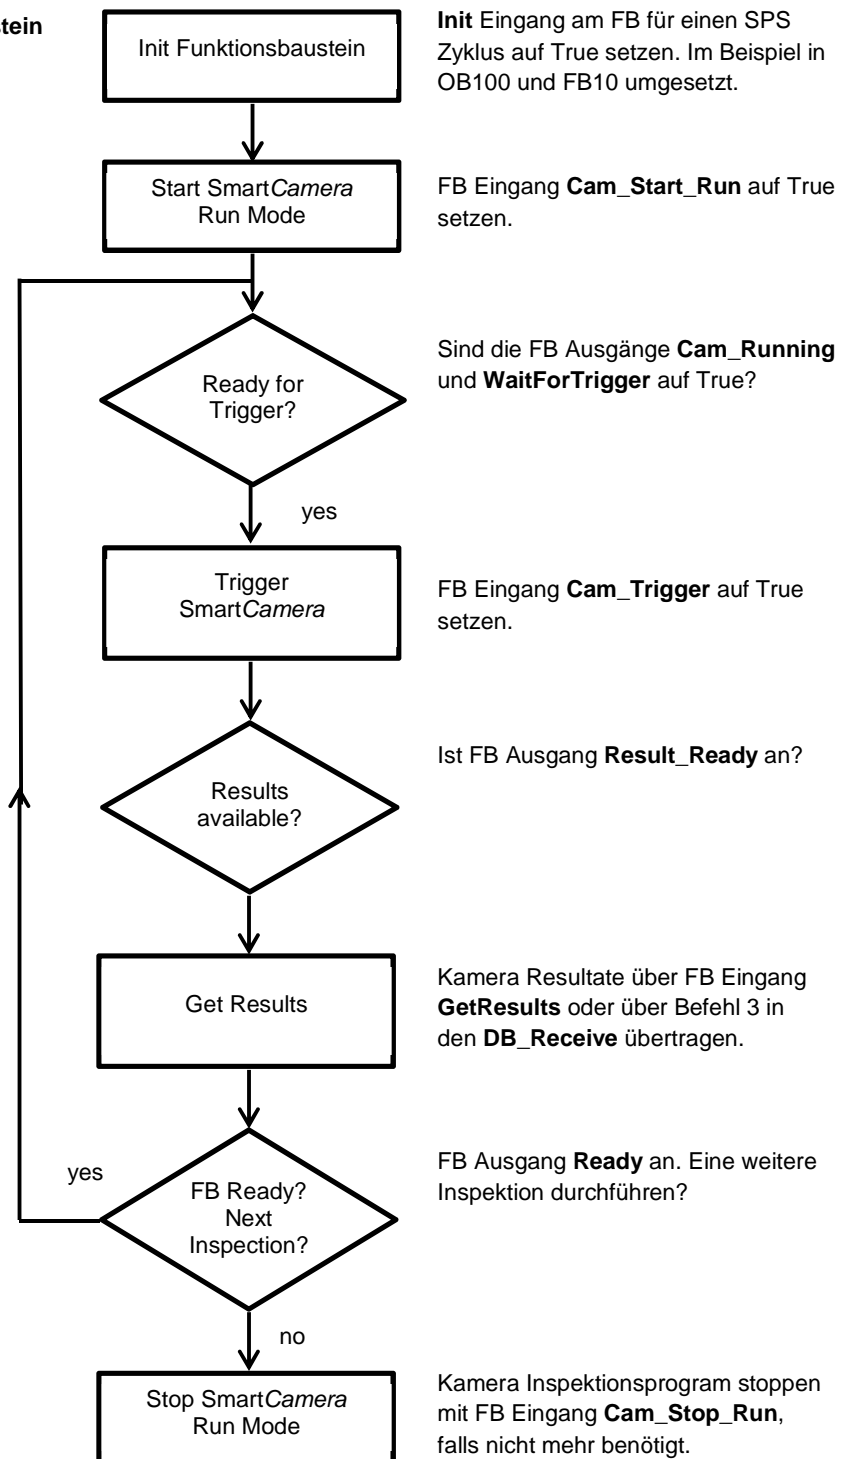 stein
Init Funktionsbaustein
Init Eingang am FB für einen SPS
Zyklus auf True setzen. Im Beispiel in
OB100 und FB10 umgesetzt.
Start SmartCamera
Run Mode
FB Eingang Cam_Start_Run auf True
setzen.
Ready for
Trigger?
Sind die FB Ausgänge Cam_Running
und WaitForTrigger auf True?
yes
Trigger
SmartCamera
FB Eingang Cam_Trigger auf True
setzen.
Results
available?
Ist FB Ausgang Result_Ready an?
Get Results
Kamera Resultate über FB Eingang
GetResults oder über Befehl 3 in
den DB_Receive übertragen.
yes
FB Ready?
Next
Inspection?
FB Ausgang Ready an. Eine weitere
Inspektion durchführen?
no
Stop SmartCamera
Run Mode
Kamera Inspektionsprogram stoppen
mit FB Eingang Cam_Stop_Run,
falls nicht mehr benötigt.